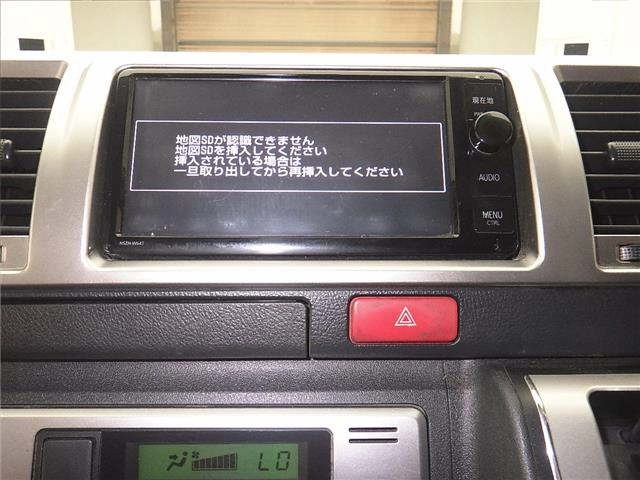 現在地
地図SDが認識できません
地図SDを挿入してください
挿入されている場合は
一旦取り出してから再挿入してください
AUDIO
MENU
CTRL
NSZN-W64T
LO